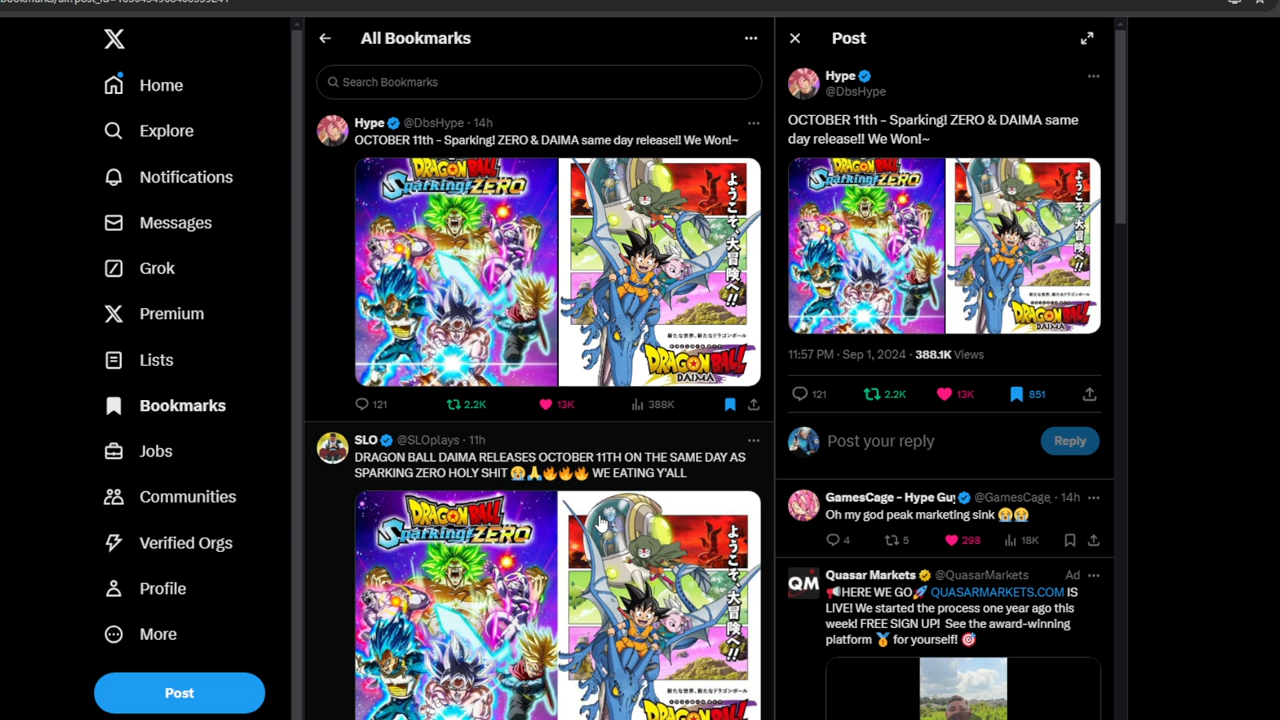 Home
Explore
Notifications
Messages
Grok
Premium
Lists
Bookmarks
Jobs
Communities
Verified Orgs
Profile
More
Post
All Bookmarks
Search Bookmarks
Hype @DbsHype · 14h
OCTOBER 11th - Sparking! ZERO & DAIMA same day release!! We Won!~
DRAGON BALL
Sparking! ZERO
ようこそ、大冒険へ!!
DRAGON BALL
DAIMA
121 2.2K 13K 388K
SLO @SLOplays · 11h
DRAGON BALL DAIMA RELEASES OCTOBER 11TH ON THE SAME DAY AS
SPARKING ZERO HOLY SHIT 😭🙏🔥🔥🔥 WE EATING Y'ALL
DRAGON BALL
Sparking! ZERO
ようこそ、大冒険へ!!
Post
Hype
@DbsHype
OCTOBER 11th - Sparking! ZERO & DAIMA same
day release!! We Won!~
DRAGON BALL
Sparking! ZERO
ようこそ、大冒険へ!!
DRAGON BALL
DAIMA
11:57 PM · Sep 1, 2024 · 388.1K Views
121 2.2K 13K 851
Post your reply
Reply
GamesCage - Hype Gu @GamesCage_ · 14h
Oh my god peak marketing sink 😭😭
4 5 298 18K
QM
Quasar Markets @QuasarMarkets Ad
📢HERE WE GO🚀 QUASARMARKETS.COM IS
LIVE! We started the process one year ago this
week! FREE SIGN UP! See the award-winning
platform 🏅 for yourself! 🎯